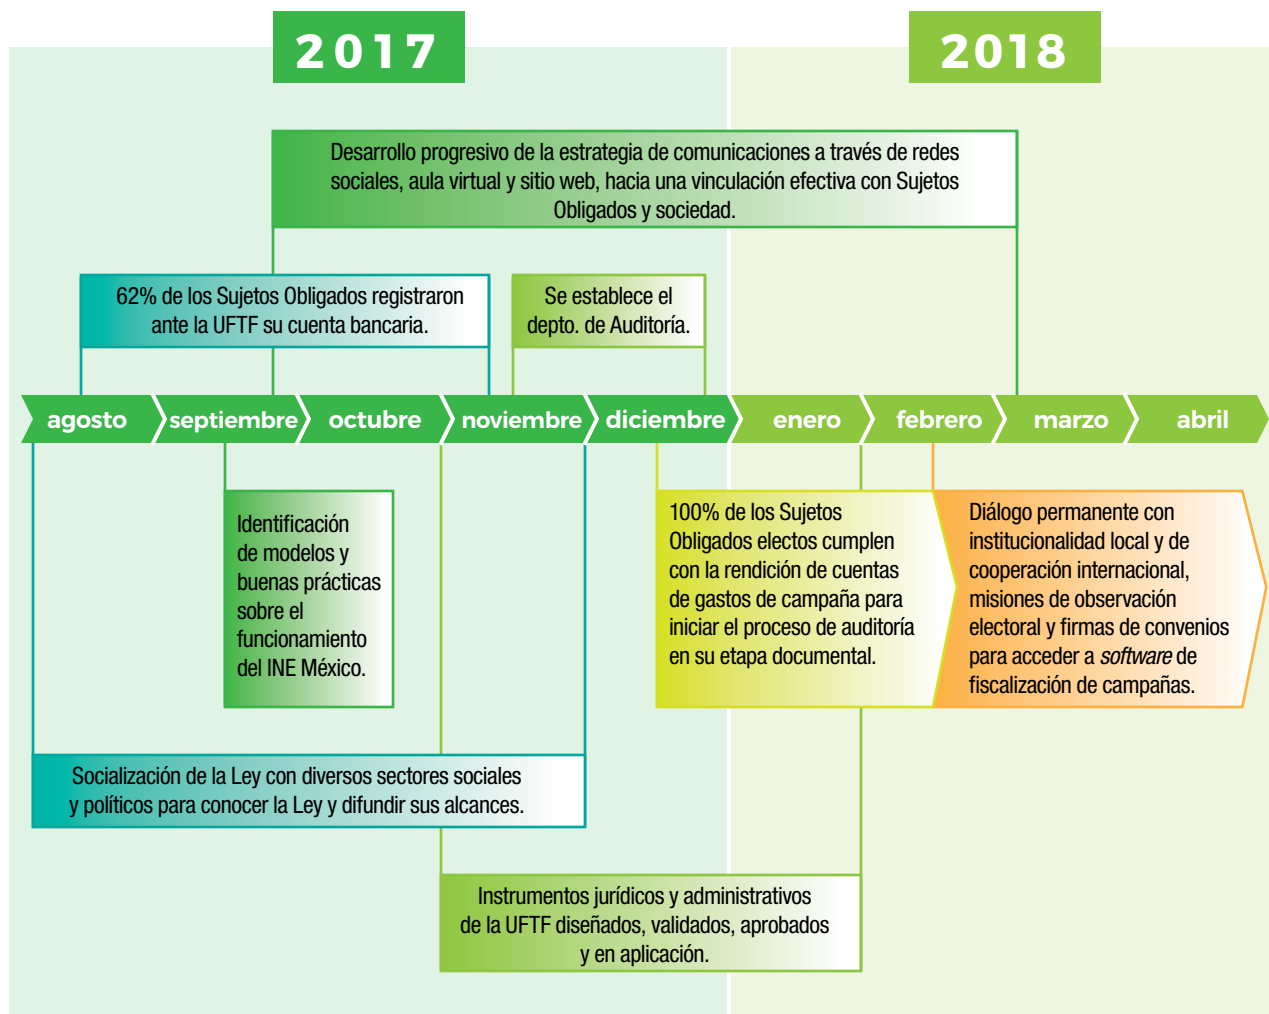 2017
2018
Desarrollo progresivo de la estrategia de comunicaciones a través de redes
sociales, aula virtual y sitio web, hacia una vinculación efectiva con Sujetos
Obligados y sociedad.
62% de los Sujetos Obligados registraron
ante la UFTF su cuenta bancaria.
Se establece el
depto. de Auditoría.
agosto
septiembre
octubre
noviembre
diciembre
enero
febrero
marzo
abril
Identificación
de modelos y
buenas prácticas
sobre el
funcionamiento
del INE México.
100% de los Sujetos
Obligados electos cumplen
con la rendición de cuentas
de gastos de campaña para
iniciar el proceso de auditoría
en su etapa documental.
Diálogo permanente con
institucionalidad local y de
cooperación internacional,
misiones de observación
electoral y firmas de convenios
para acceder a software de
fiscalización de campañas.
Socialización de la Ley con diversos sectores sociales
y políticos para conocer la Ley y difundir sus alcances.
Instrumentos jurídicos y administrativos
de la UFTF diseñados, validados, aprobados
y en aplicación.